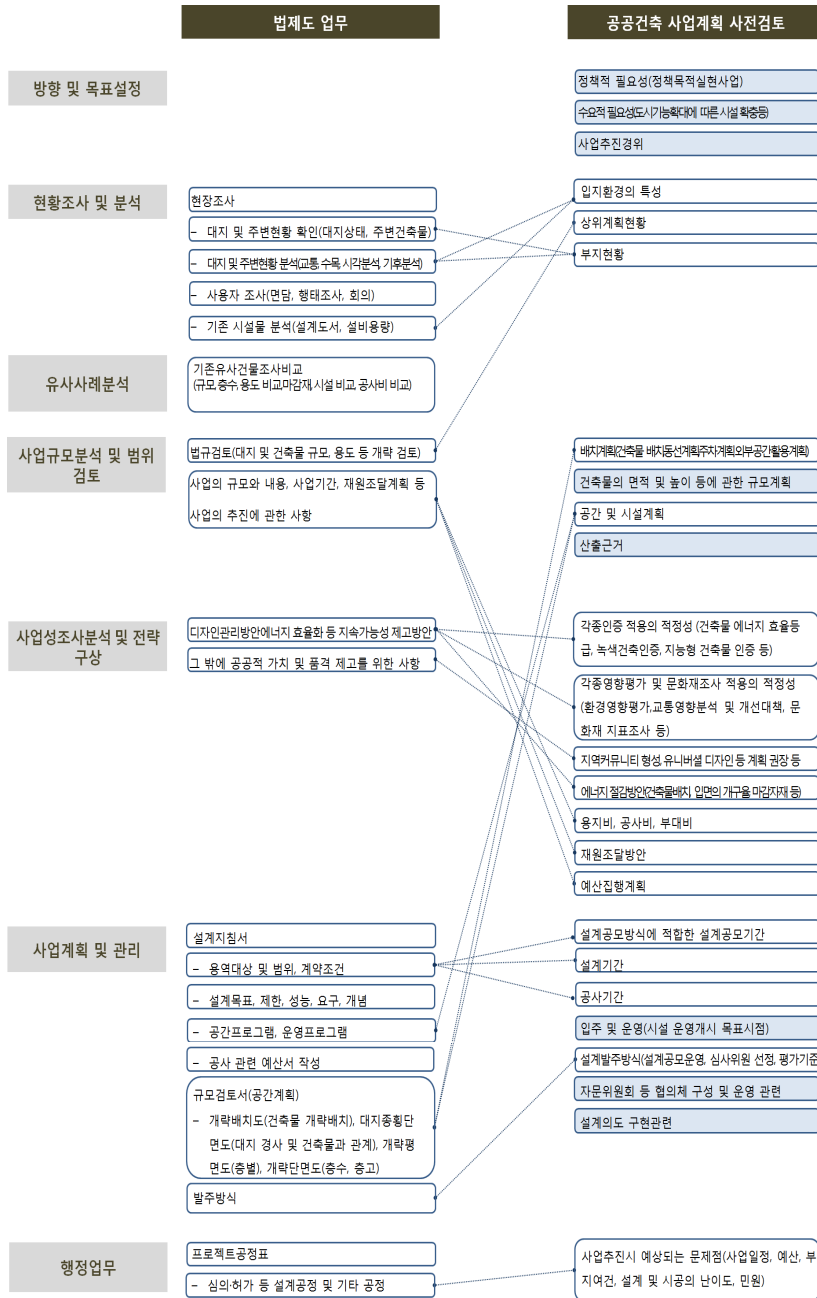 법제도 업무
공공건축 사업계획 사전검토
방향 및 목표설정
정책적 필요성(정책목적실현사업)
수요적 필요성(도시기능확대에 따른 시설 확충등)
사업추진경위
현황조사 및 분석
현장조사
– 대지 및 주변현황 확인(대지상태, 주변건축물)
– 대지 및 주변현황 분석(교통, 수목, 시각분석, 기후분석)
– 사용자 조사(면담, 행태조사, 회의)
– 기존 시설물 분석(설계도서, 설비용량)
입지환경의 특성
상위계획현황
부지현황
유사사례분석
기존유사건물조사비교
(규모, 층수, 용도 비교,마감재, 시설 비교, 공사비 비교)
사업규모분석 및 범위
검토
법규검토(대지 및 건축물 규모, 용도 등 개략 검토)
사업의 규모와 내용, 사업기간, 재원조달계획 등
사업의 추진에 관한 사항
배치계획(건축물 배치,동선계획,주차계획,외부공간활용계획)
건축물의 면적 및 높이 등에 관한 규모계획
공간 및 시설계획
산출근거
사업성조사분석 및 전략
구상
디자인관리방안에너지 효율화 등 지속가능성 제고방안
그 밖에 공공적 가치 및 품격 제고를 위한 사항
각종인증 적용의 적정성 (건축물 에너지 효율등
급, 녹색건축인증, 지능형 건축물 인증 등)
각종영향평가 및 문화재조사 적용의 적정성
(환경영향평가,교통영향분석 및 개선대책, 문
화재 지표조사 등)
지역커뮤니티 형성, 유니버셜 디자인 등 계획 권장 등
에너지 절감방안(건축물배치, 입면의 개구율, 마감자재 등)
용지비, 공사비, 부대비
재원조달방안
예산집행계획
사업계획 및 관리
설계지침서
– 용역대상 및 범위, 계약조건
– 설계목표, 제한, 성능, 요구, 개념
– 공간프로그램, 운영프로그램
– 공사 관련 예산서 작성
규모검토서(공간계획)
– 개략배치도(건축물 개략배치), 대지종횡단
면도(대지 경사 및 건축물과 관계), 개략평
면도(층별), 개략단면도(층수, 층고)
발주방식
설계공모방식에 적합한 설계공모기간
설계기간
공사기간
입주 및 운영(시설 운영개시 목표시점)
설계발주방식(설계공모운영, 심사위원 선정, 평가기준
자문위원회 등 협의체 구성 및 운영 관련
설계의도 구현관련
행정업무
프로젝트공정표
– 심의·허가 등 설계공정 및 기타 공정
사업추진시 예상되는 문제점(사업일정, 예산, 부
지여건, 설계 및 시공의 난이도, 민원)